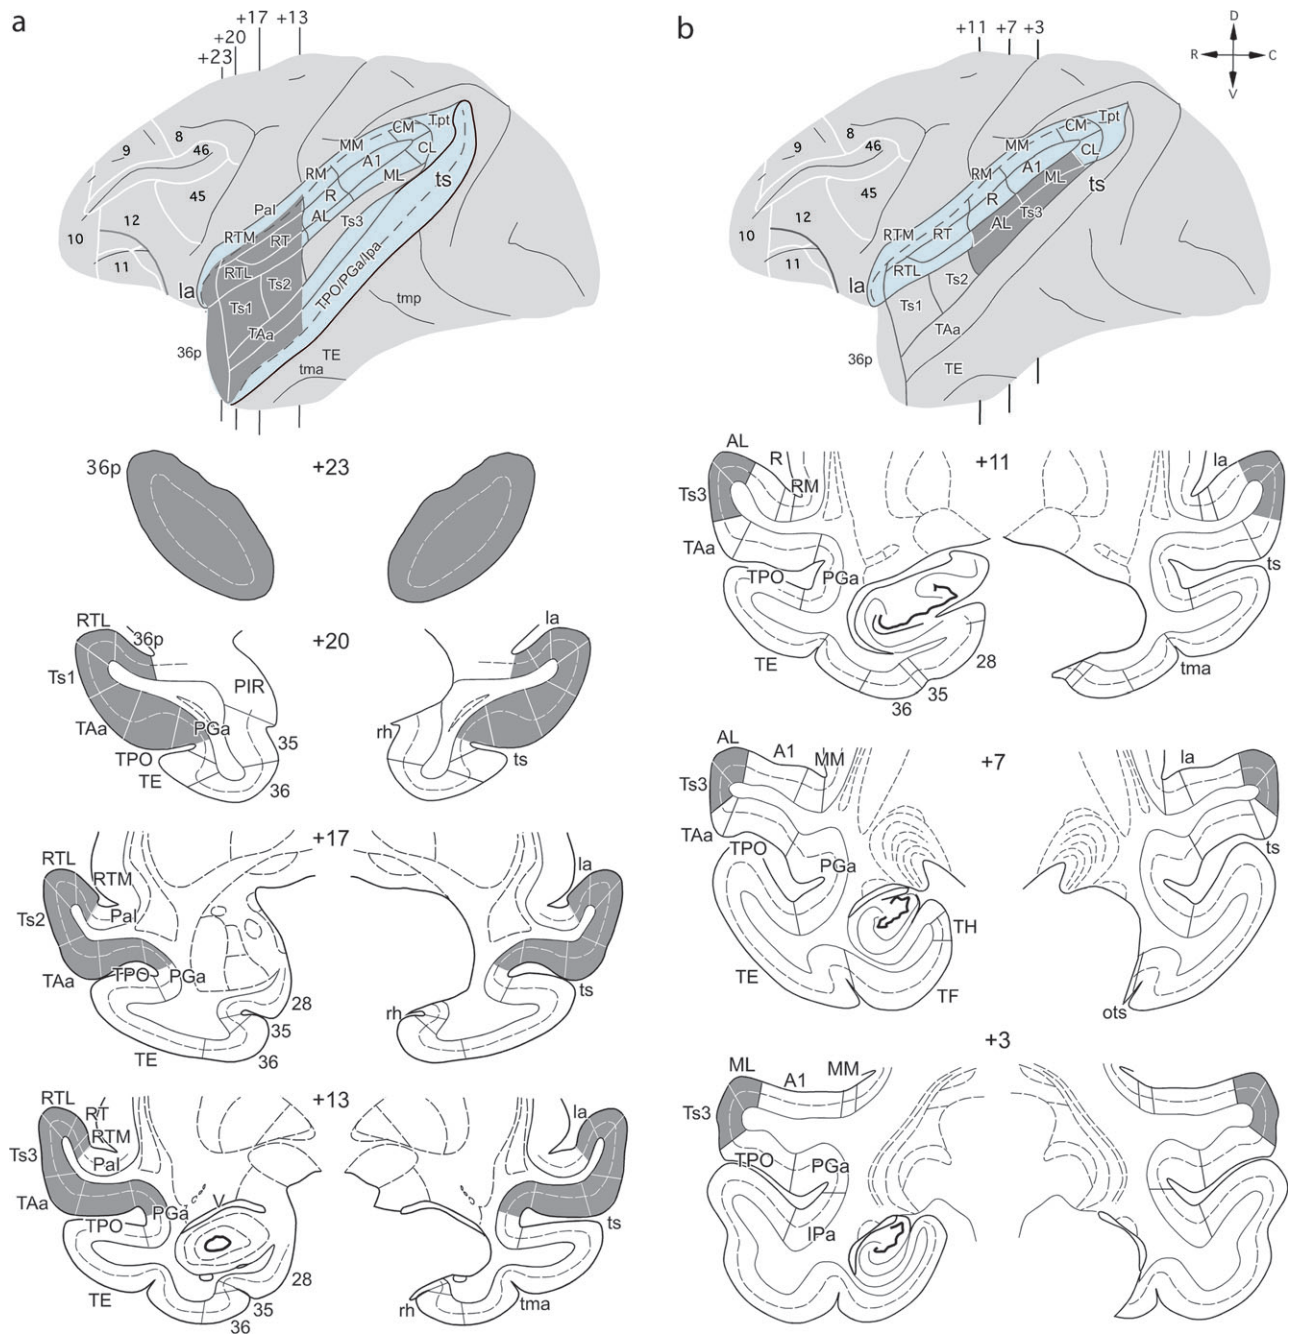 a
+17 +13
+20
+23
8
9
46
45
12
10
11
Tpt
CM
MM
CL
A1
RM
ML
ts
R
Pal
AL
Ts3
RTM
RT
RTL
la
Ts2
Ts1
TPO/PGa/Ipa
tmp
TAa
36p
TE
tma
36p
+23
RTL
36p
+20
la
Ts1
PIR
TAa
PGa
rh
35
TPO
ts
TE
36
+17
RTL
la
RTM
Pal
Ts2
TPO
PGa
TAa
ts
28
rh
35
TE
36
RTL
+13
la
RT
RTM
Ts3
Pal
TAa
V
PGa
TPO
ts
28
TE
35
rh
tma
36
b
+11 +7 +3
D
R
C
V
8
9
46
45
12
10
11
Tpt
CM
MM
CL
A1
RM
ML
ts
R
Ts3
AL
RTM
RT
RTL
la
Ts2
Ts1
TAa
36p
TE
AL
R
+11
la
RM
Ts3
TAa
TPO
PGa
ts
TE
28
tma
35
36
AL
A1
MM
+7
la
Ts3
TAa
TPO
PGa
ts
TH
TE
TF
ots
+3
ML
A1
MM
Ts3
TPO
PGa
IPa